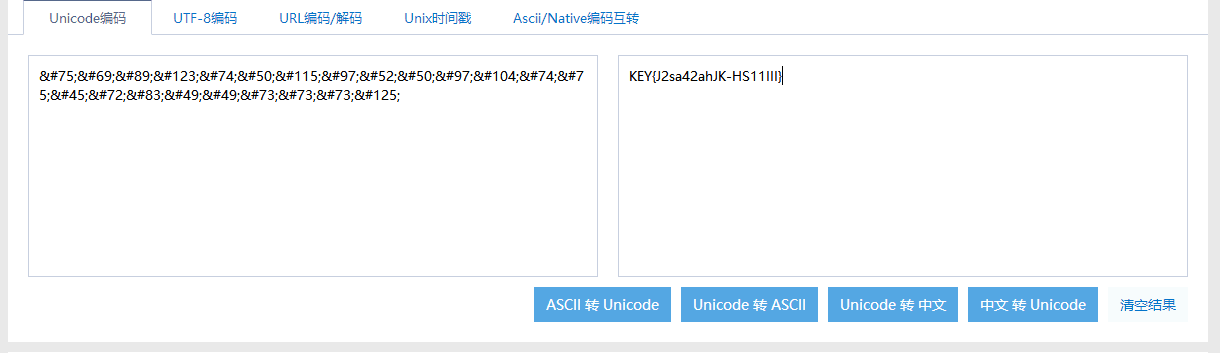 Unicode编码 UTF-8编码 URL编码/解码 Unix时间戳 Ascii/Native编码互转
&#75;&#69;&#89;&#123;&#74;&#50;&#115;&#97;&#52;&#50;&#97;&#104;&#74;&#7
5;&#45;&#72;&#83;&#49;&#49;&#73;&#73;&#73;&#125;
KEY{J2sa42ahJK-HS11III}
ASCII 转 Unicode Unicode 转 ASCII Unicode 转 中文 中文 转 Unicode 清空结果